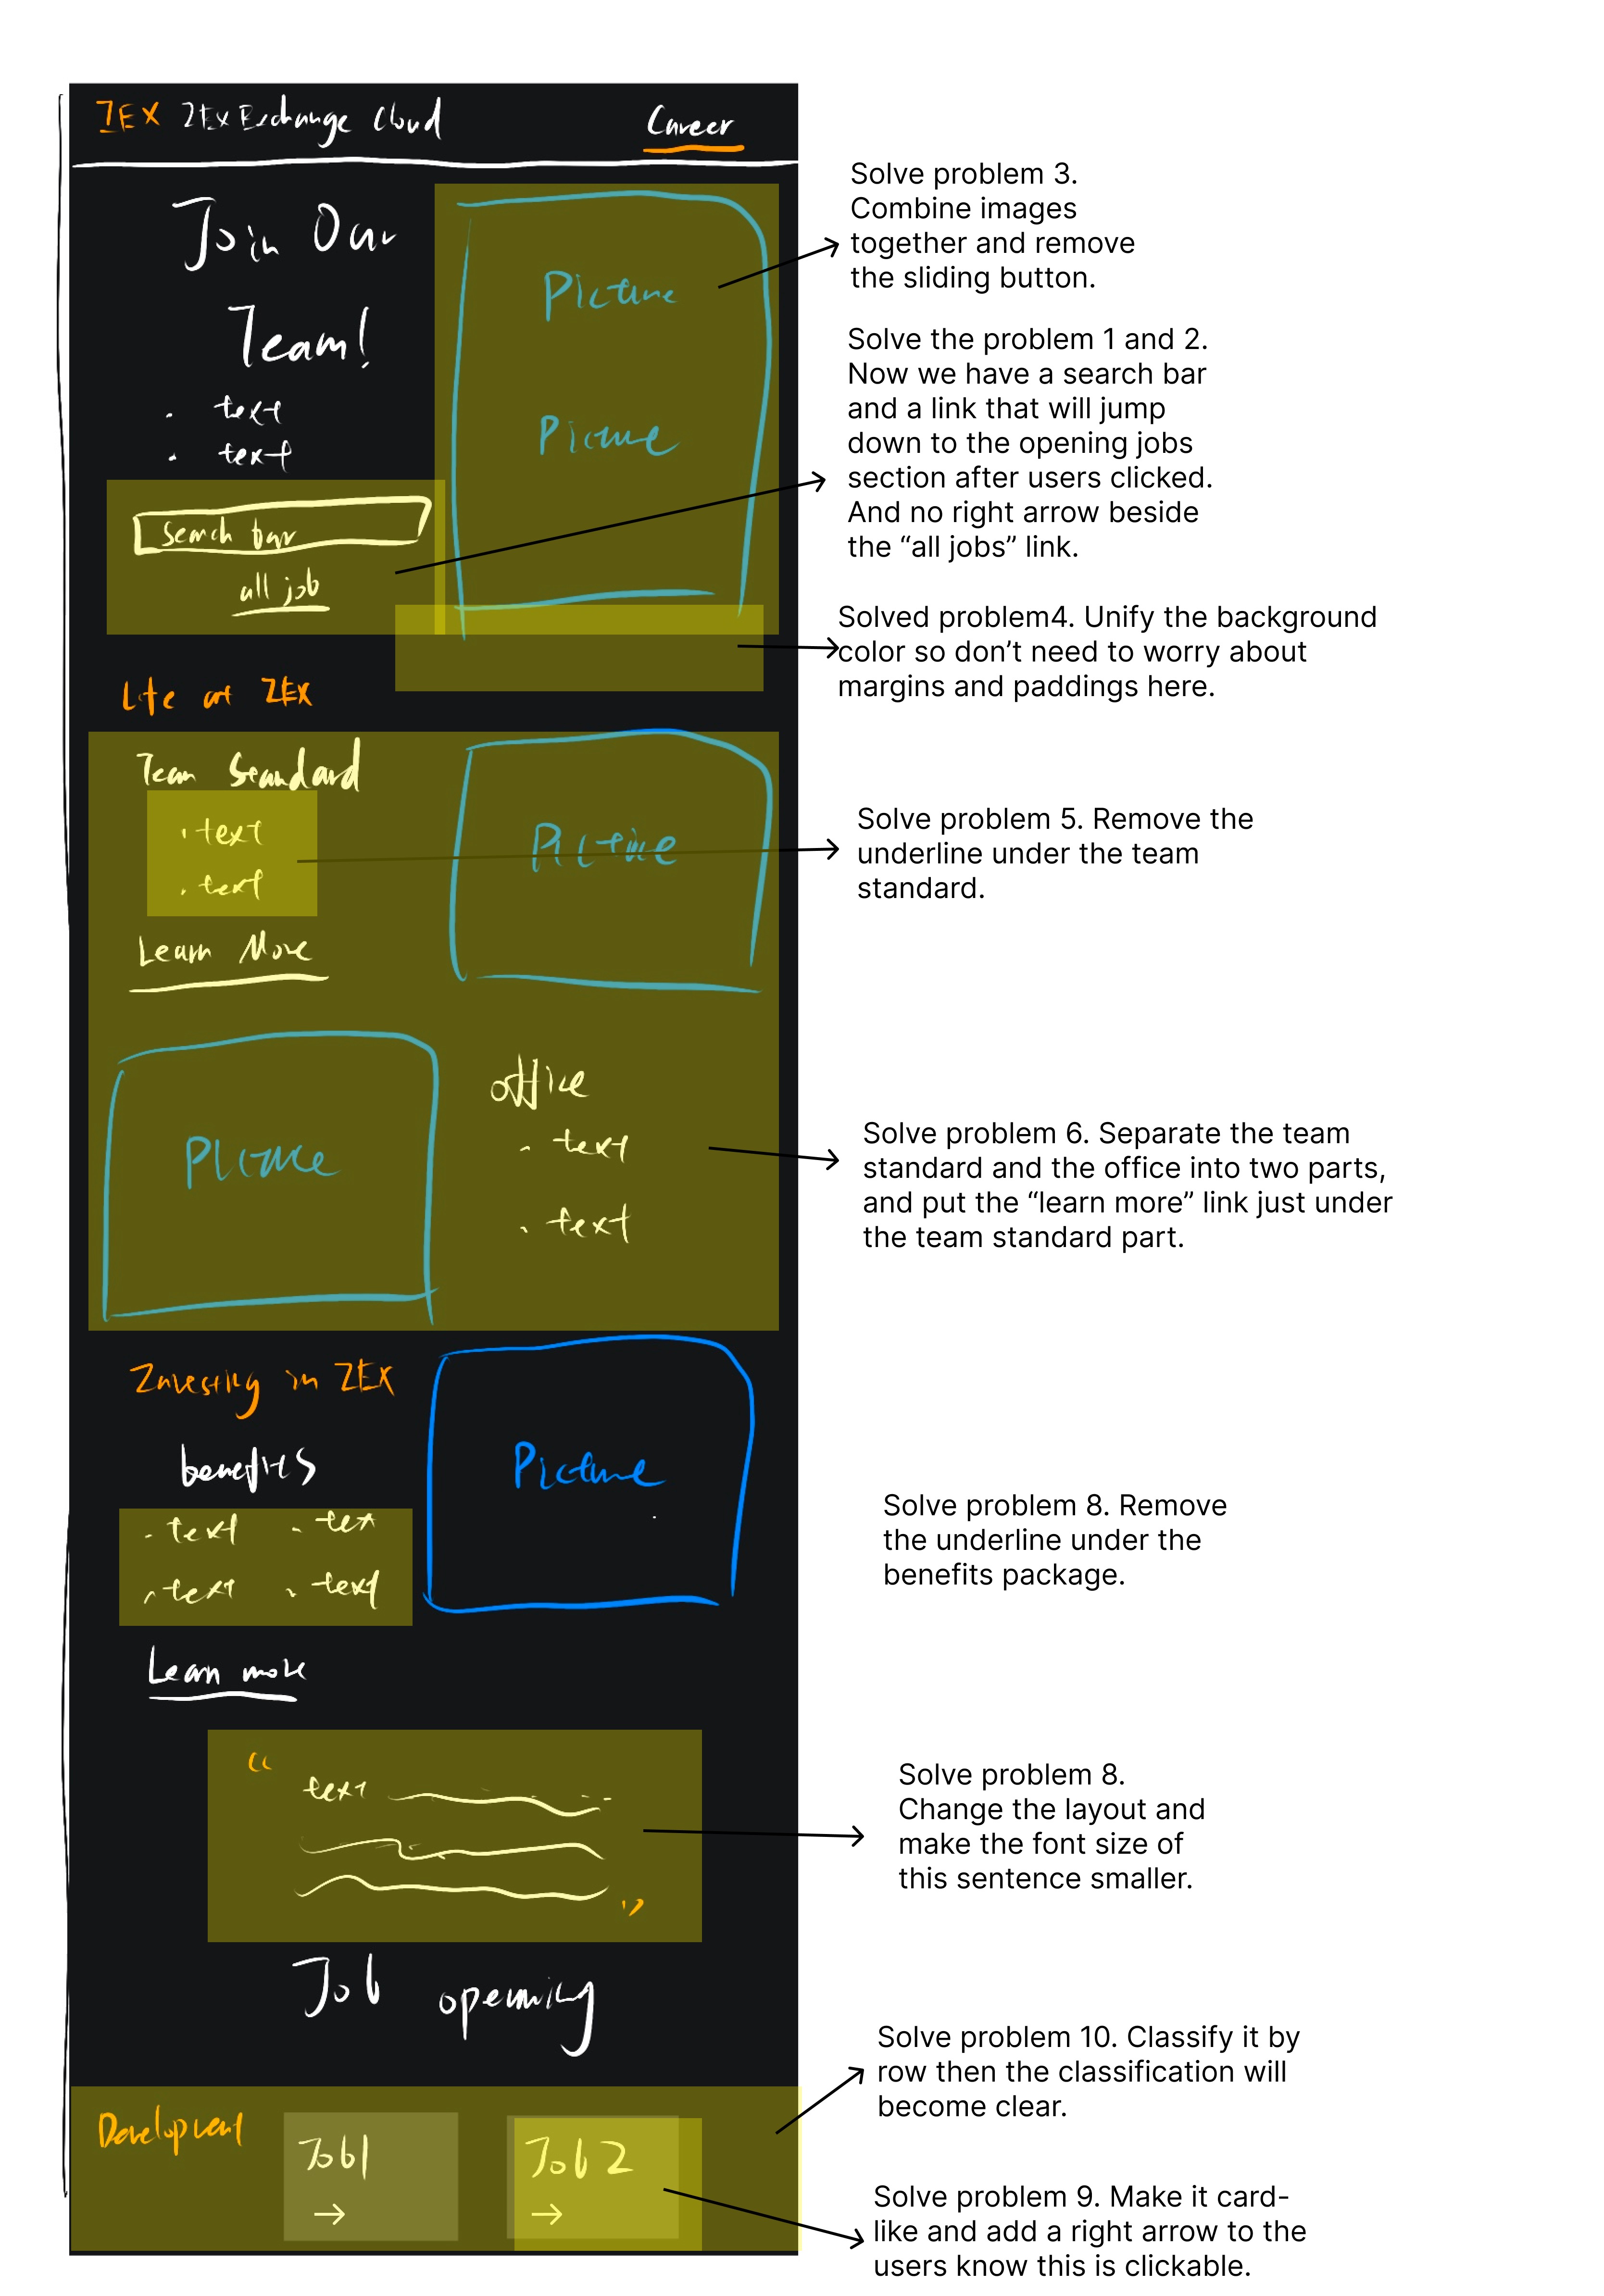 ZEX ZEx Exchange Cloud Career
Join Our
Team!
. text
. text
Search bar
all job
Picture
Picture
Solve problem 3.
Combine images
together and remove
the sliding button.
Solve the problem 1 and 2.
Now we have a search bar
and a link that will jump
down to the opening jobs
section after users clicked.
And no right arrow beside
the “all jobs” link.
Solved problem4. Unify the background
color so don’t need to worry about
margins and paddings here.
Life at ZEX
Team Standard
. text
. text
Learn More
Picture
Solve problem 5. Remove the
underline under the team
standard.
Picture
office
- text
. text
Solve problem 6. Separate the team
standard and the office into two parts,
and put the “learn more” link just under
the team standard part.
Investing in ZEX
benefits
- text - text
- text . text
Learn more
Picture
Solve problem 8. Remove
the underline under the
benefits package.
“
text
”
Solve problem 8.
Change the layout and
make the font size of
this sentence smaller.
Job openning
Development
Job1
→
Job 2
→
Solve problem 10. Classify it by
row then the classification will
become clear.
Solve problem 9. Make it card-
like and add a right arrow to the
users know this is clickable.